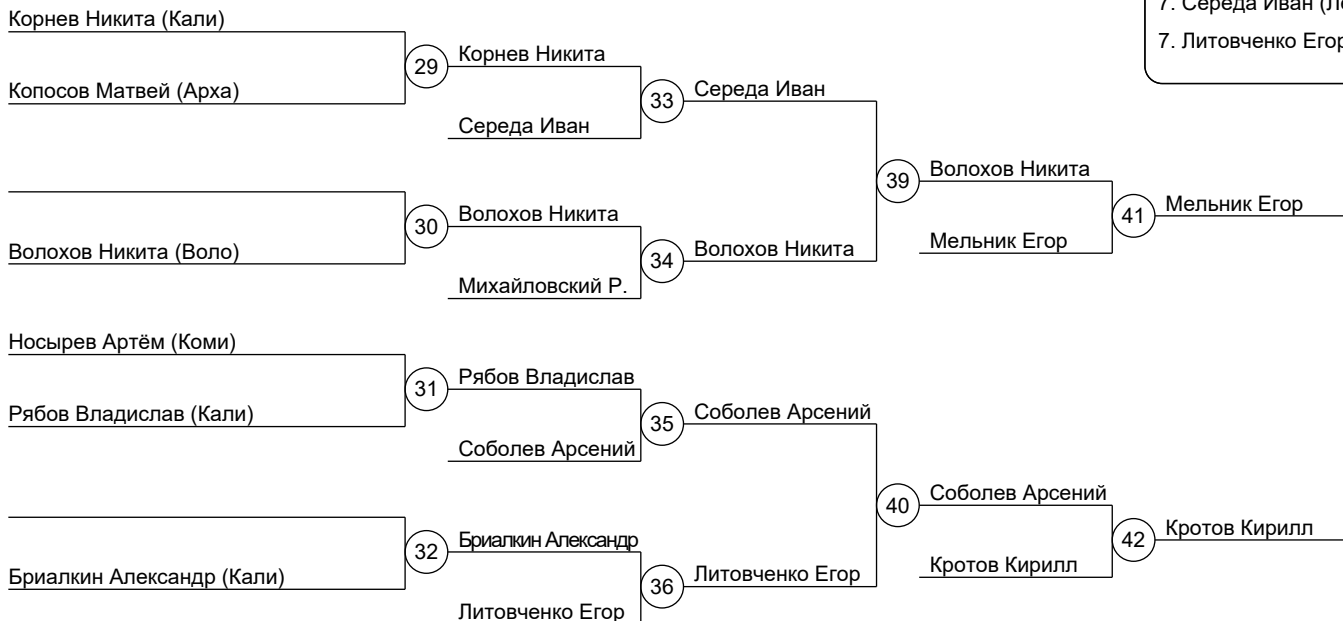 7. Середа Иван
7. Литовченко Егор
Корнев Никита (Кали)
Копосов Матвей (Арха)
29
Корнев Никита
Середа Иван
33
Середа Иван
Волохов Никита (Воло)
30
Волохов Никита
Михайловский Р.
34
Волохов Никита
39
Волохов Никита
Мельник Егор
41
Мельник Егор
Носырев Артём (Коми)
Рябов Владислав (Кали)
31
Рябов Владислав
Соболев Арсений
35
Соболев Арсений
Бриалкин Александр (Кали)
32
Бриалкин Александр
Литовченко Егор
36
Литовченко Егор
40
Соболев Арсений
Кротов Кирилл
42
Кротов Кирилл